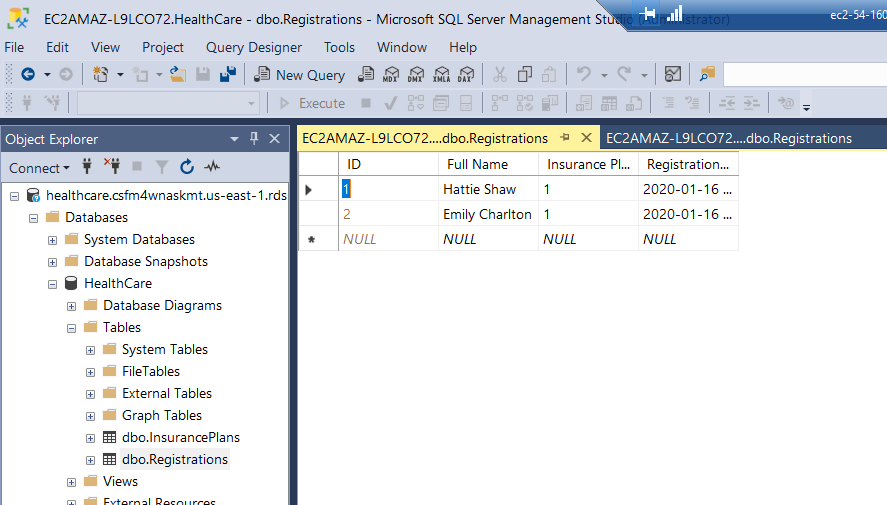 EC2AMAZ-L9LCO72.HealthCare - dbo.Registrations - Microsoft SQL Server Management Studio (Administrator)
ec2-54-160
File Edit View Project Query Designer Tools Window Help
New Query MDX DMX XMLA DAX
Execute
Object Explorer
Connect
healthcare.csfm4wnaskmt.us-east-1.rds
Databases
System Databases
Database Snapshots
HealthCare
Database Diagrams
Tables
System Tables
FileTables
External Tables
Graph Tables
dbo.InsurancePlans
dbo.Registrations
Views
External Resources
EC2AMAZ-L9LCO72....dbo.Registrations EC2AMAZ-L9LCO72....dbo.Registrations
ID Full Name Insurance Pl... Registration...
1 Hattie Shaw 1 2020-01-16 ...
2 Emily Charlton 1 2020-01-16 ...
NULL NULL NULL NULL